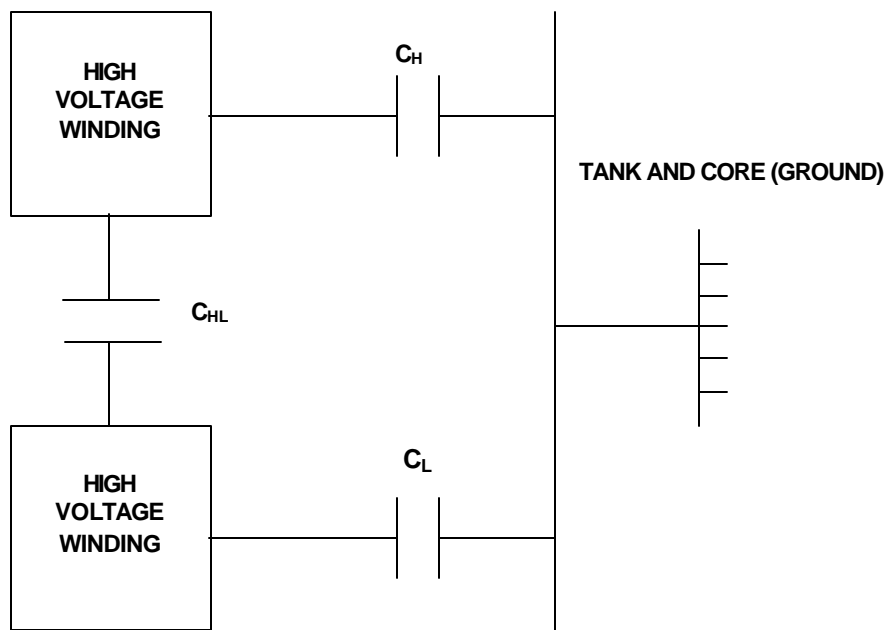 HIGH
VOLTAGE
WINDING
CH
TANK AND CORE (GROUND)
CHL
HIGH
VOLTAGE
WINDING
CL